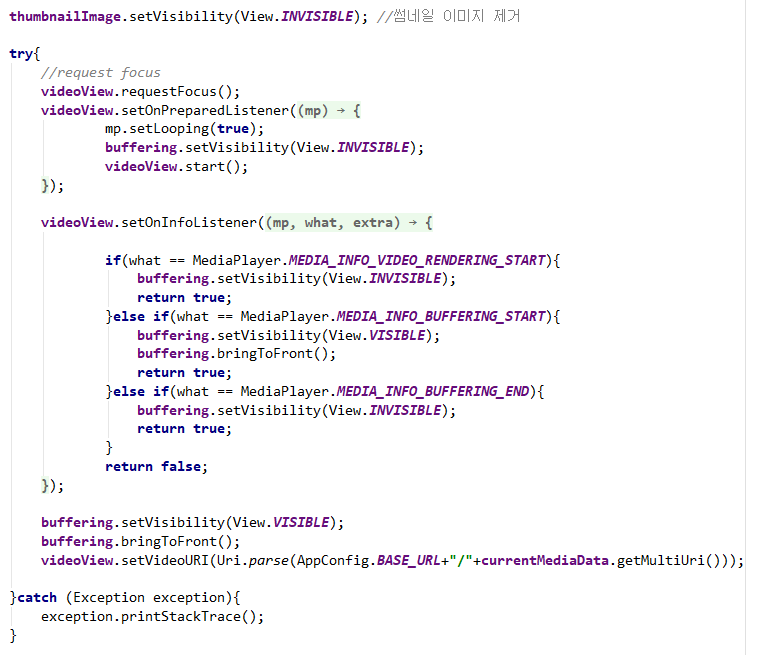 thumbnailImage.setVisibility(View.INVISIBLE); //썸네일 이미지 제거
try{
//request focus
videoView.requestFocus();
videoView.setOnPreparedListener((mp) → {
mp.setLooping(true);
buffering.setVisibility(View.INVISIBLE);
videoView.start();
});
videoView.setOnInfoListener((mp, what, extra) → {
if(what == MediaPlayer.MEDIA_INFO_VIDEO_RENDERING_START){
buffering.setVisibility(View.INVISIBLE);
return true;
}else if(what == MediaPlayer.MEDIA_INFO_BUFFERING_START){
buffering.setVisibility(View.VISIBLE);
buffering.bringToFront();
return true;
}else if(what == MediaPlayer.MEDIA_INFO_BUFFERING_END){
buffering.setVisibility(View.INVISIBLE);
return true;
}
return false;
});
buffering.setVisibility(View.VISIBLE);
buffering.bringToFront();
videoView.setVideoURI(Uri.parse(AppConfig.BASE_URL+"/"+currentMediaData.getMultiUri()));
}catch (Exception exception){
exception.printStackTrace();
}